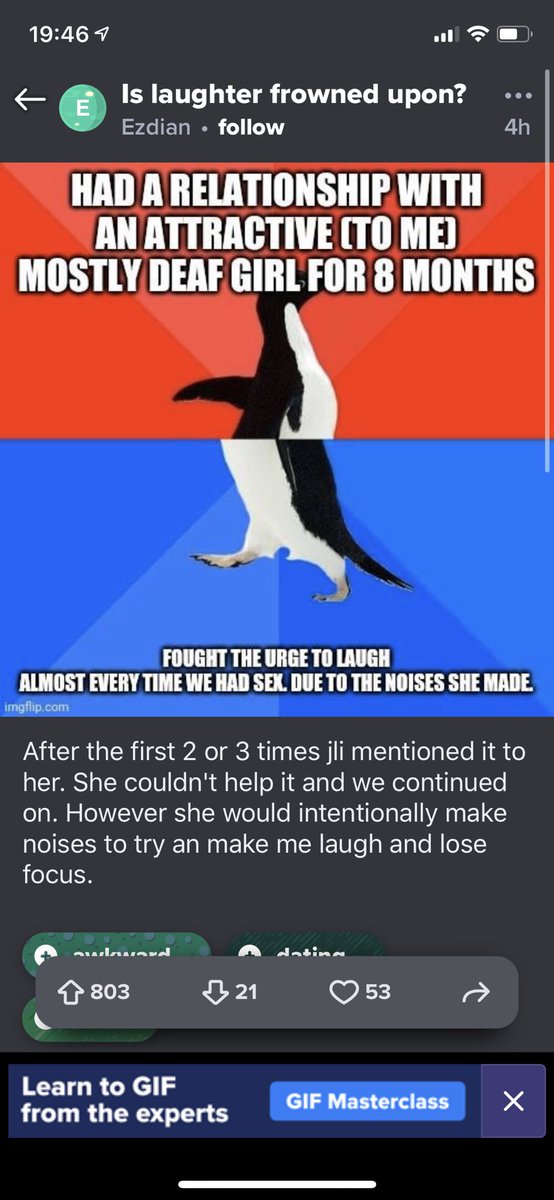 19:46
Is laughter frowned upon?
E
Ezdian • follow
4h
HAD A RELATIONSHIP WITH
AN ATTRACTIVE (TO ME)
MOSTLY DEAF GIRL FOR 8 MONTHS
FOUGHT THE URGE TO LAUGH
ALMOST EVERY TIME WE HAD SEX. DUE TO THE NOISES SHE MADE.
imgflip.com
After the first 2 or 3 times jli mentioned it to
her. She couldn't help it and we continued
on. However she would intentionally make
noises to try an make me laugh and lose
focus.
awkward dating
803 21 53
Learn to GIF
from the experts
GIF Masterclass